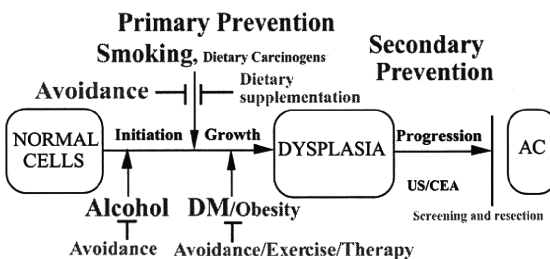 Primary Prevention
Smoking, Dietary Carcinogens
Secondary
Prevention
Avoidance
Dietary
supplementation
NORMAL
CELLS
Initiation
Growth
DYSPLASIA
Progression
AC
US/CEA
Alcohol
DM/Obesity
Screening and resection
Avoidance
Avoidance/Exercise/Therapy